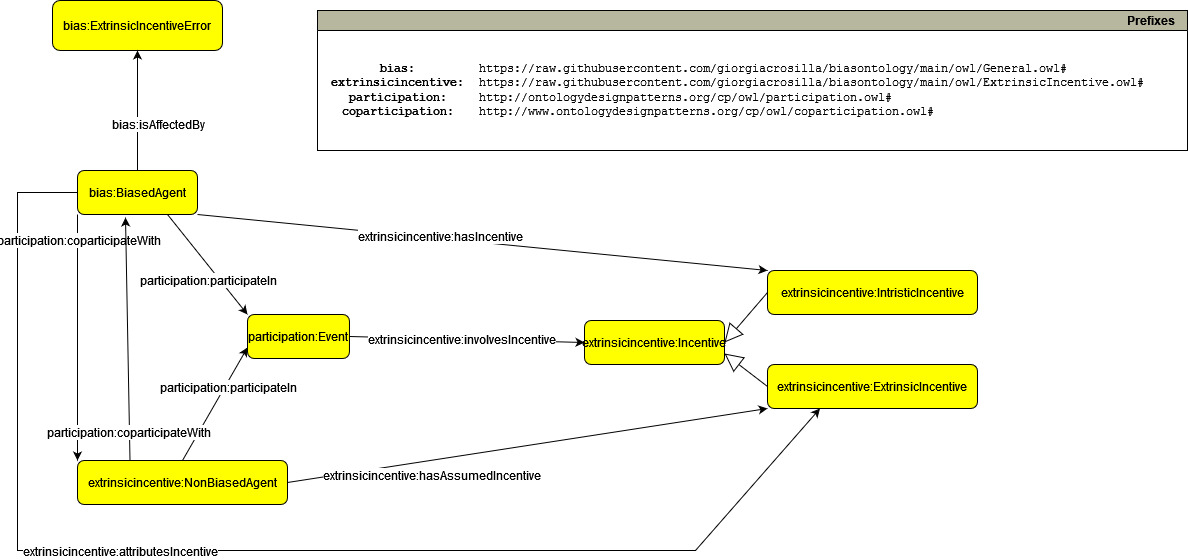 bias:ExtrinsicIncentiveError
Prefixes
bias: https://raw.githubusercontent.com/giorgiacrosilla/biasontology/main/owl/General.owl#
extrinsicincentive: https://raw.githubusercontent.com/giorgiacrosilla/biasontology/main/owl/ExtrinsicIncentive.owl#
participation: http://ontologydesignpatterns.org/cp/owl/participation.owl#
coparticipation: http://www.ontologydesignpatterns.org/cp/owl/coparticipation.owl#
bias:isAffectedBy
bias:BiasedAgent
participation:coparticipateWith
extrinsicincentive:hasIncentive
participation:participateIn
extrinsicincentive:IntristicIncentive
participation:Event
extrinsicincentive:involvesIncentive
extrinsicincentive:Incentive
participation:participateIn
extrinsicincentive:ExtrinsicIncentive
participation:coparticipateWith
extrinsicincentive:NonBiasedAgent
extrinsicincentive:hasAssumedIncentive
extrinsicincentive:attributesIncentive